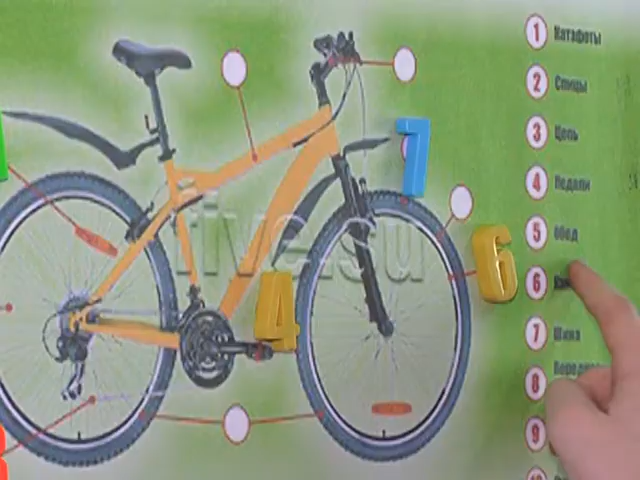 1 Катафоты
2 Спицы
3 Цепь
4 Педали
5 Обод
6
7 Шина
8
9
7
6
4